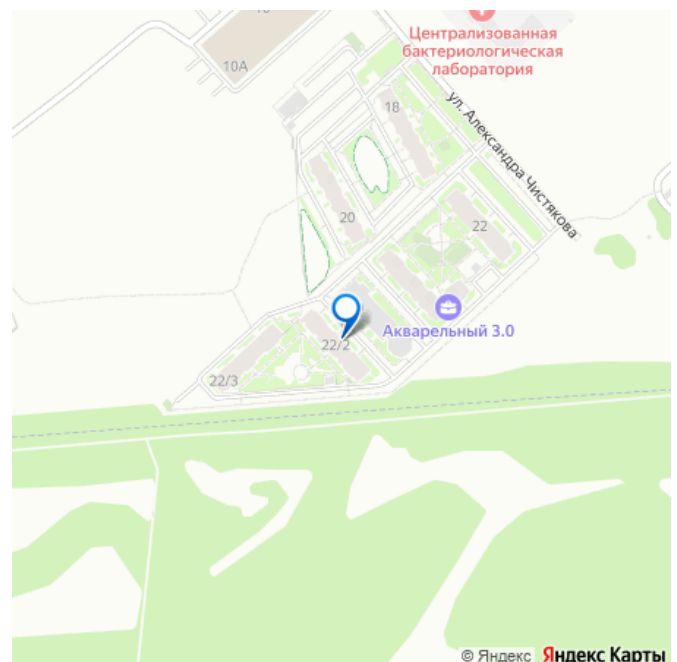 Централизованная
бактериологическая
лаборатория
10А
18
ул. Александра Чистякова
20
22
Акварельный 3.0
22/2
22/3
© Яндекс Яндекс Карты